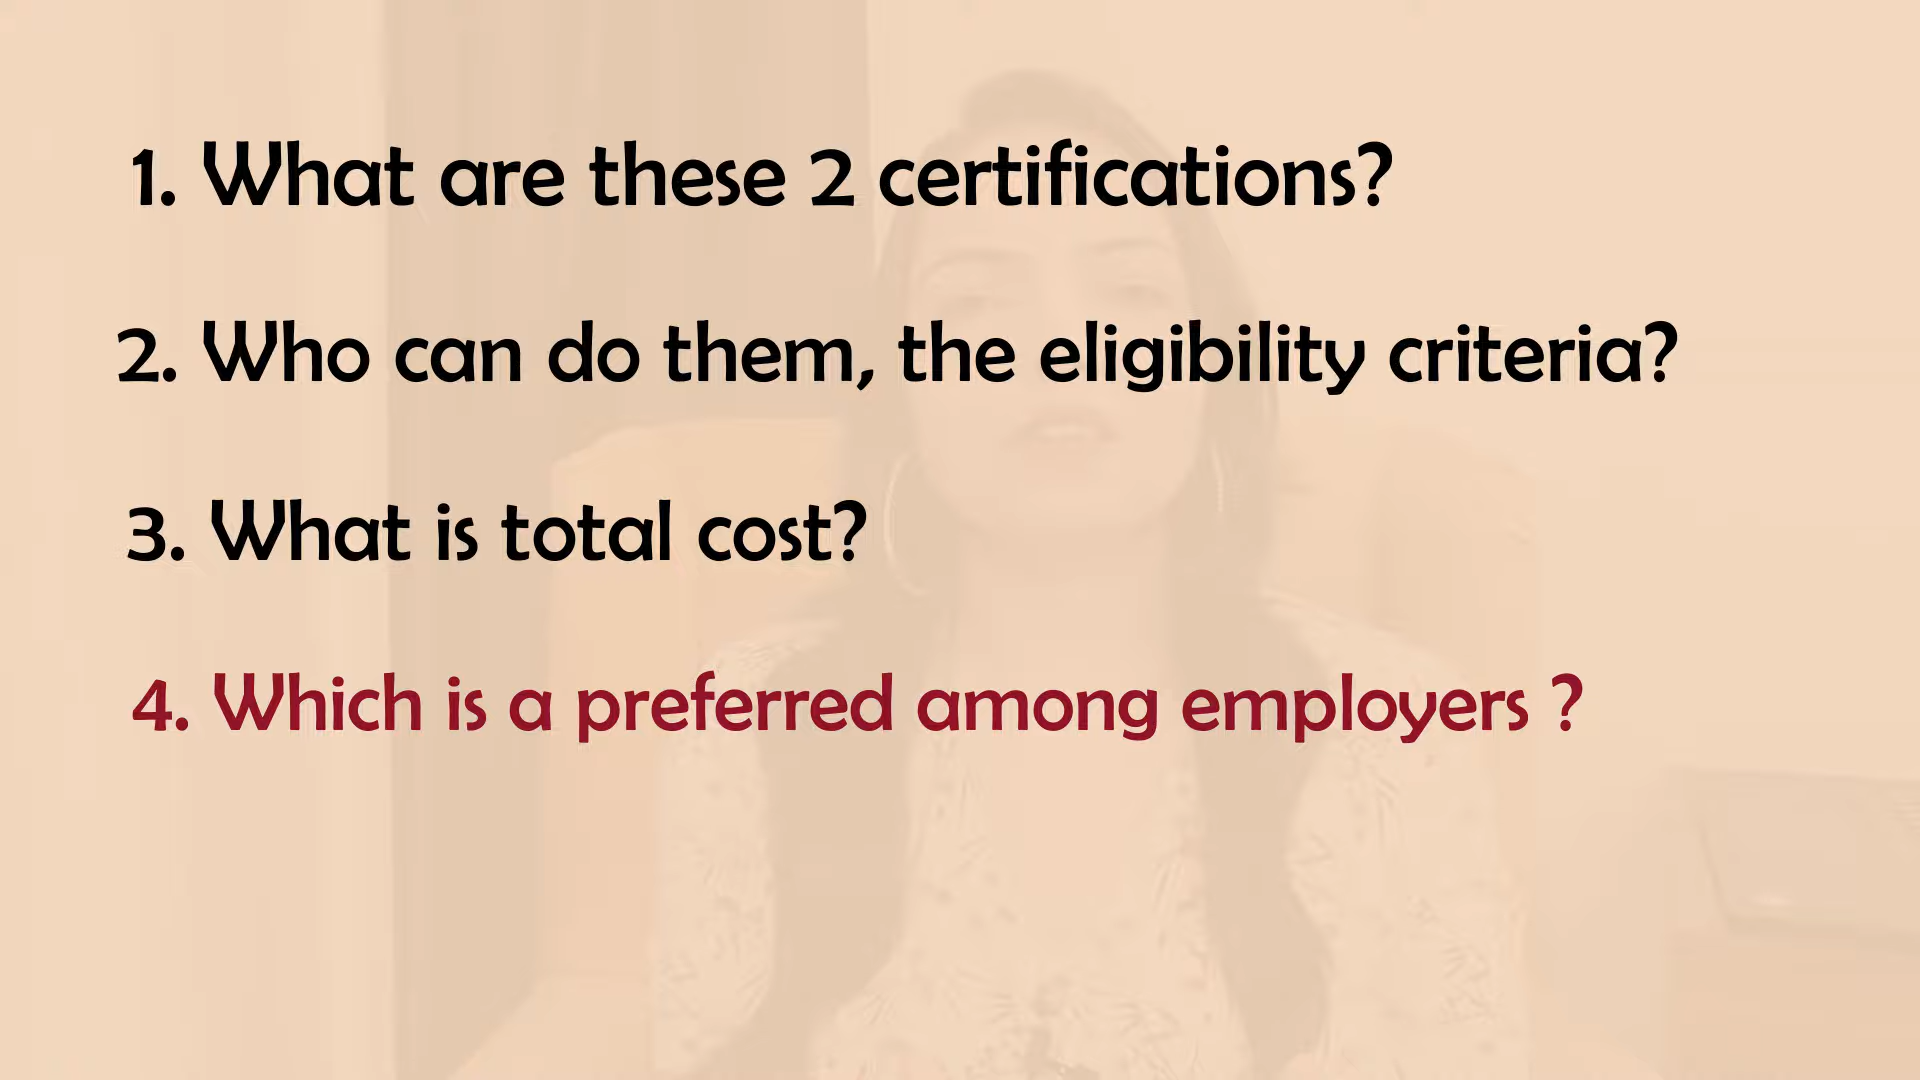 1. What are these 2 certifications?
2. Who can do them, the eligibility criteria?
3. What is total cost?
4. Which is a preferred among employers ?